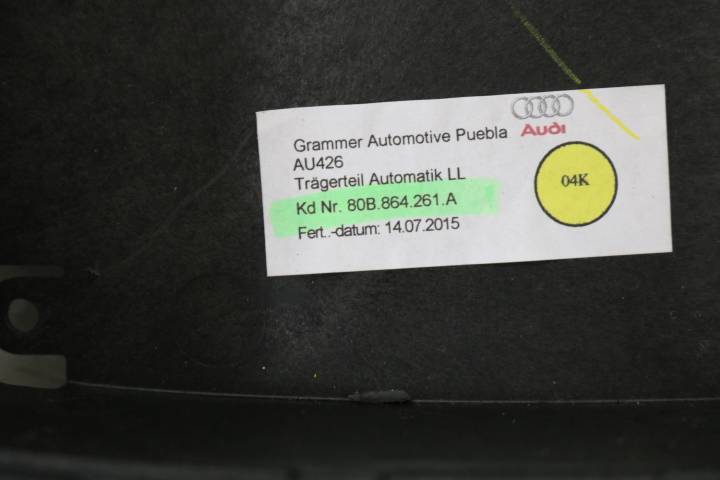 Grammer Automotive Puebla
Audi
AU426
Trägerteil Automatik LL
Kd Nr. 80B.864.261.A
Fert..-datum: 14.07.2015
04K